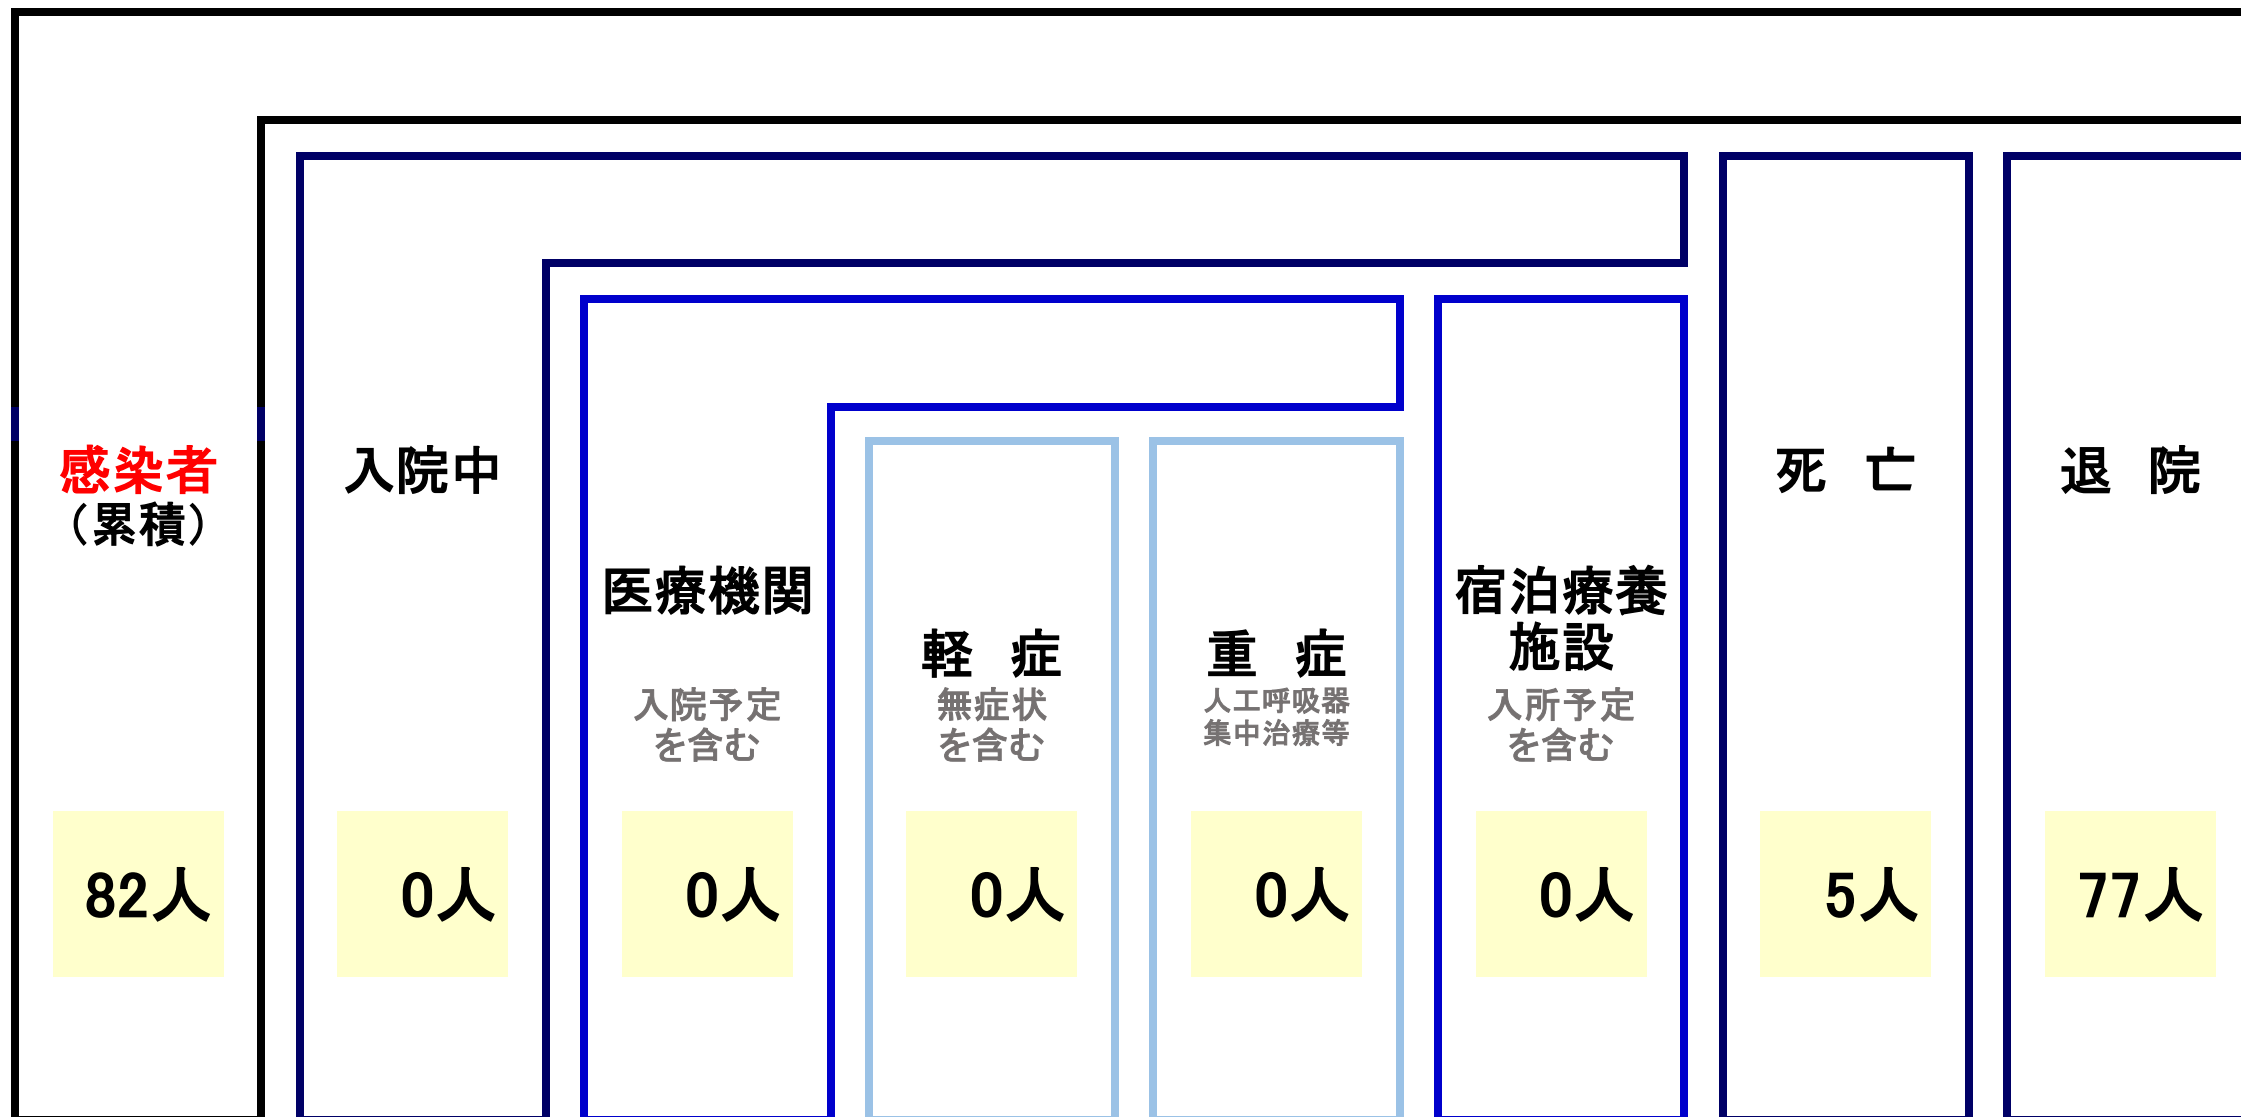 感染者
（累積）
82人
入院中
0人
医療機関
入院予定
を含む
0人
軽 症
無症状
を含む
0人
重 症
人工呼吸器
集中治療等
0人
宿泊療養
施設
入所予定
を含む
0人
死 亡
5人
退 院
77人